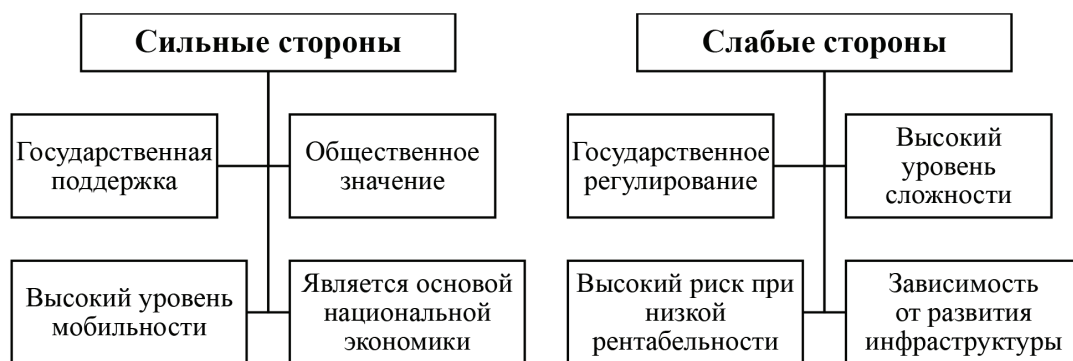 Сильные стороны
Государственная
поддержка
Общественное
значение
Высокий уровень
мобильности
Является основой
национальной
экономики
Слабые стороны
Государственное
регулирование
Высокий
уровень
сложности
Высокий риск при
низкой
рентабельности
Зависимость
от развития
инфраструктуры